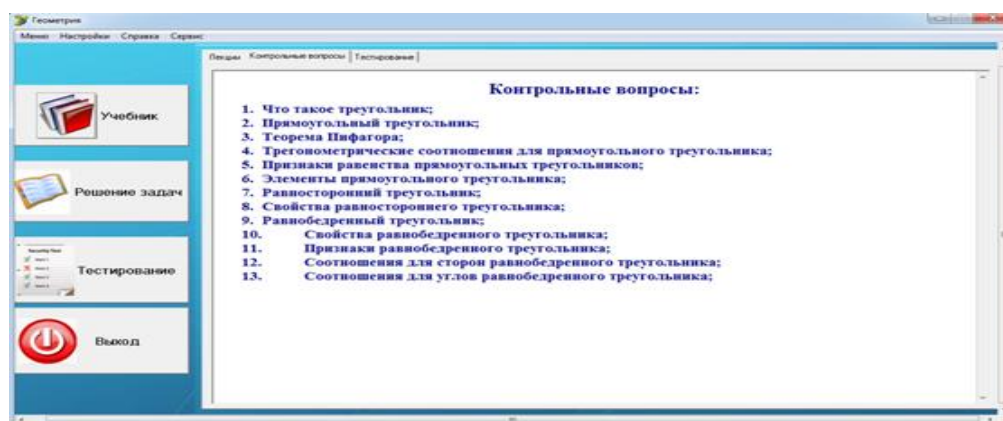 Геометрия
Меню Настройки Справка Сервис
Лекции Контрольные вопросы Тестирование
Контрольные вопросы:
1. Что такое треугольник;
2. Прямоугольный треугольник;
3. Теорема Пифагора;
4. Трегонометрические соотношения для прямоугольного треугольника;
5. Признаки равенства прямоугольных треугольников;
6. Элементы прямоугольного треугольника;
7. Равносторонний треугольник;
8. Свойства равностороннего треугольника;
9. Равнобедренный треугольник;
10. Свойства равнобедренного треугольника;
11. Признаки равнобедренного треугольника;
12. Соотношения для сторон равнобедренного треугольника;
13. Соотношения для углов равнобедренного треугольника;
Учебник
Решение задач
Тестирование
Выход